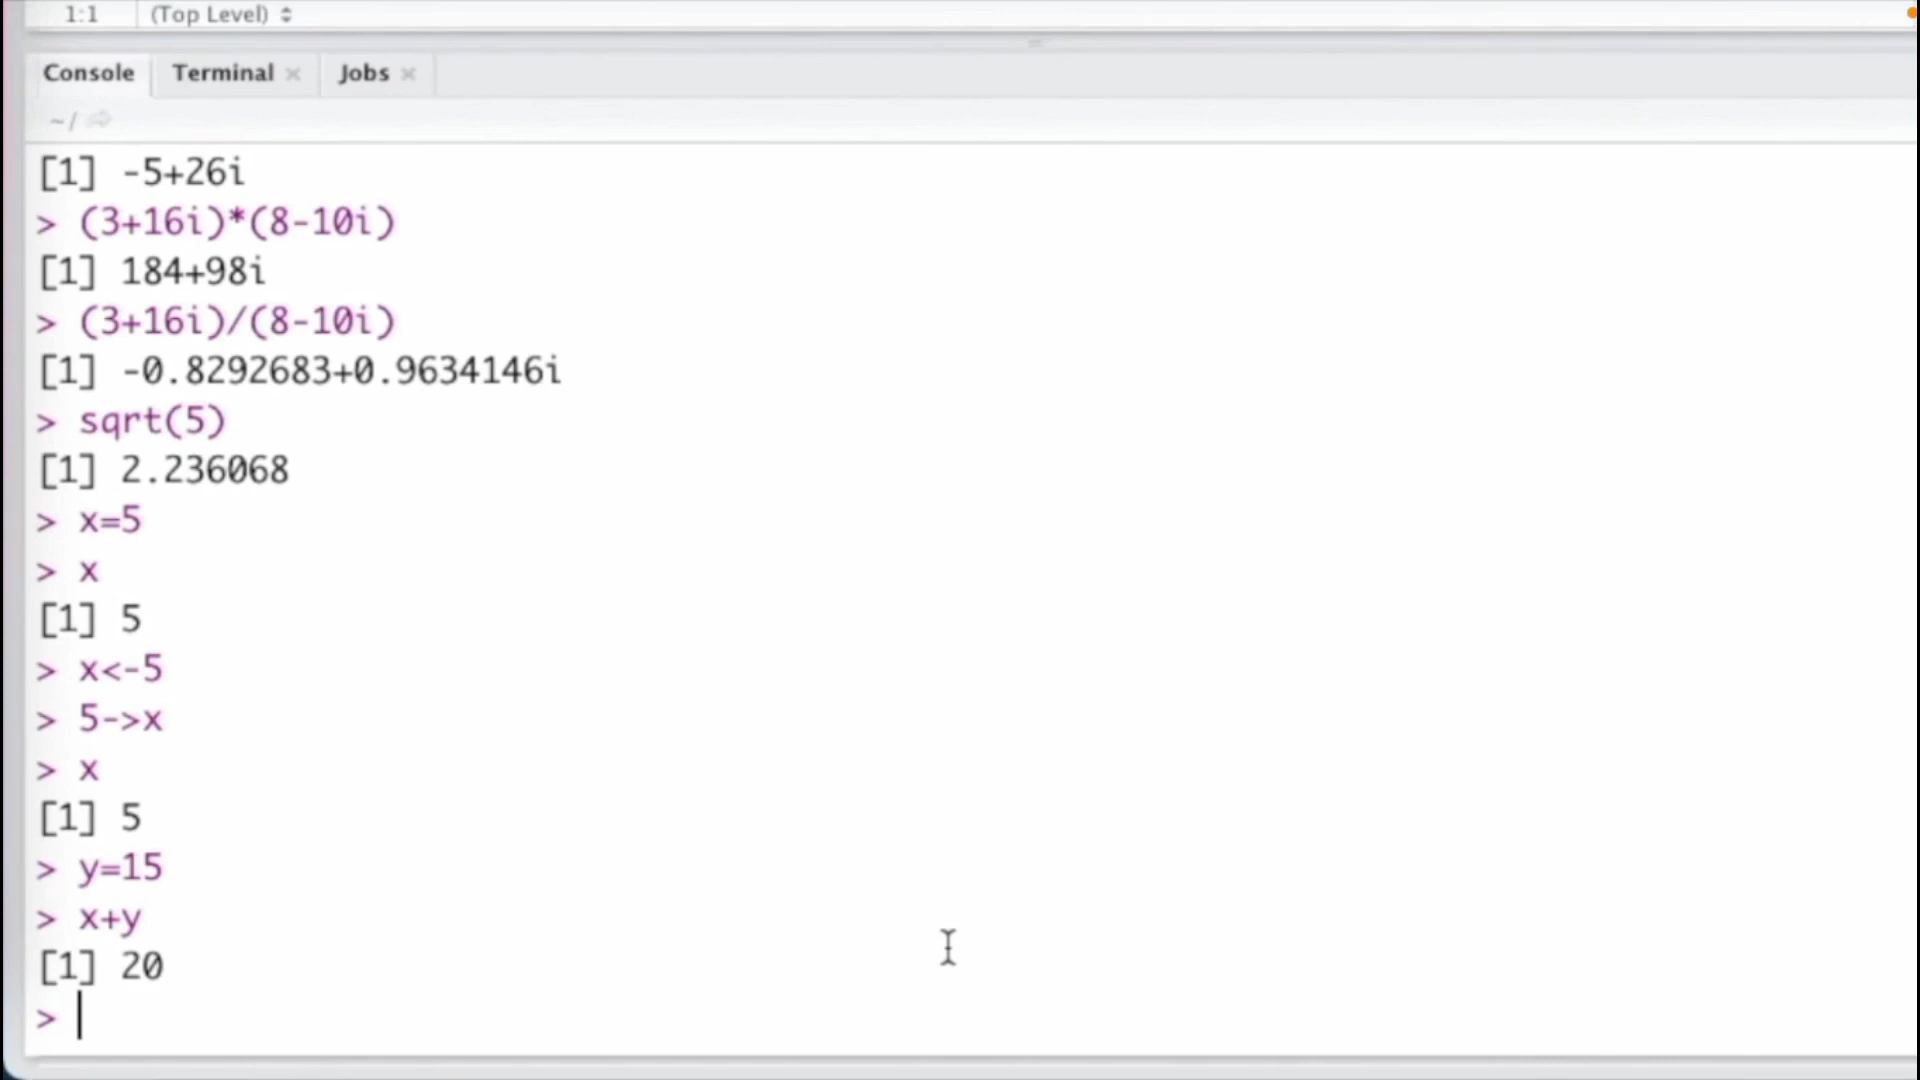 1:1 (Top Level)
Console Terminal Jobs
~/
[1] -5+26i
> (3+16i)*(8-10i)
[1] 184+98i
> (3+16i)/(8-10i)
[1] -0.8292683+0.9634146i
> sqrt(5)
[1] 2.236068
> x=5
> x
[1] 5
> x<-5
> 5->x
> x
[1] 5
> y=15
> x+y
[1] 20
>